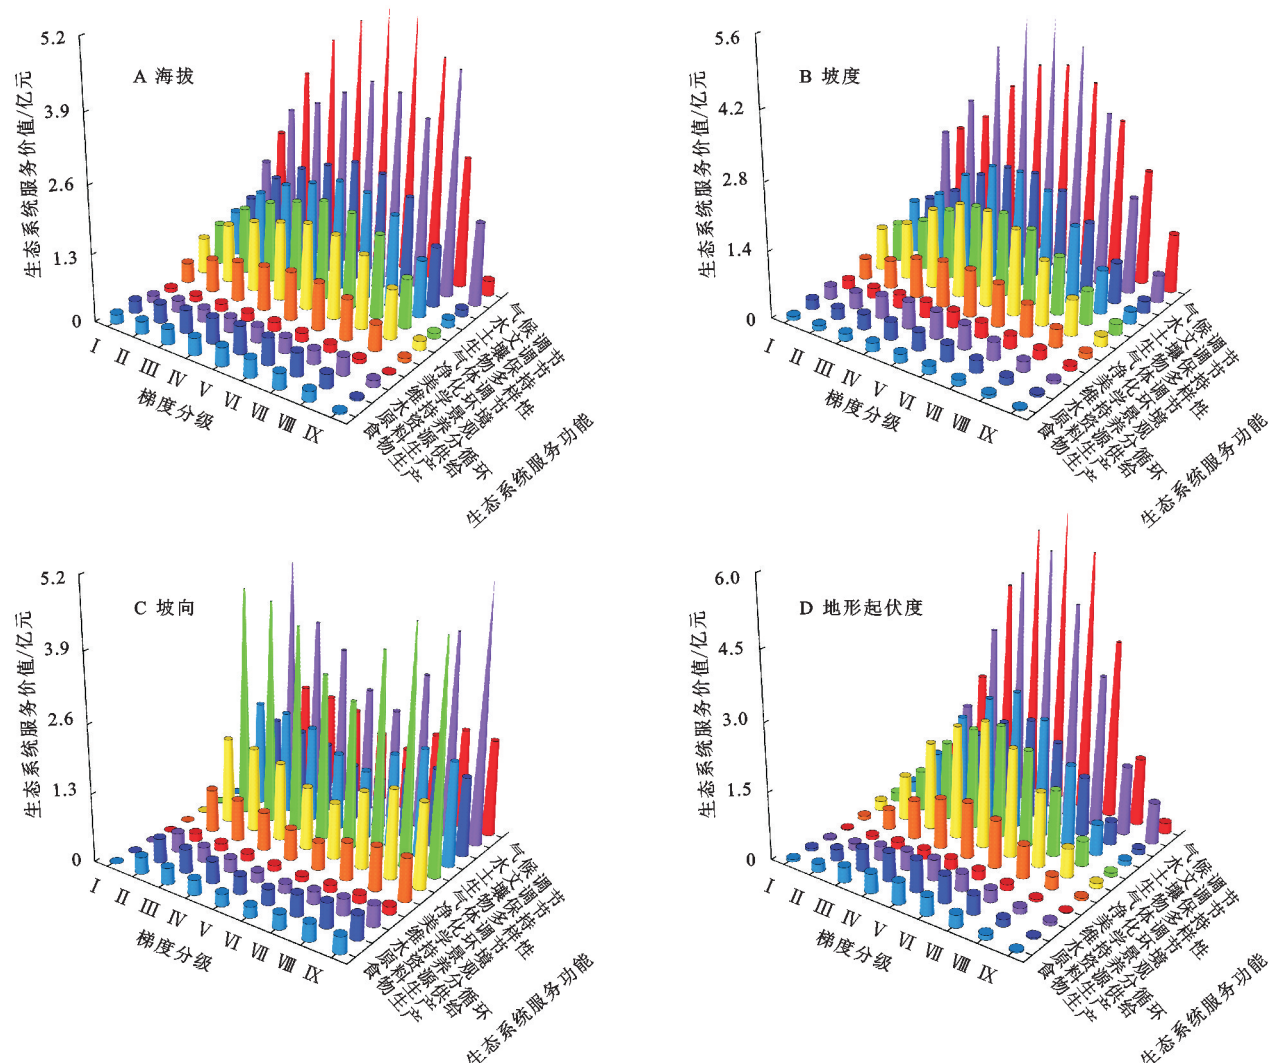 A 海拔
生态系统服务价值/亿元
5.2
3.9
2.6
1.3
0
I
II
III
IV
V
VI
VII
VIII
IX
梯度分级
气候调节
水文调节
土壤保持
生物多样性
气体调节
净化环境
美学景观
维持养分循环
水资源供给
原料生产
食物生产
生态系统服务功能
B 坡度
生态系统服务价值/亿元
5.6
4.2
2.8
1.4
0
I
II
III
IV
V
VI
VII
VIII
IX
梯度分级
气候调节
水文调节
土壤保持
生物多样性
气体调节
净化环境
美学景观
维持养分循环
水资源供给
原料生产
食物生产
生态系统服务功能
C 坡向
生态系统服务价值/亿元
5.2
3.9
2.6
1.3
0
I
II
III
IV
V
VI
VII
VIII
IX
梯度分级
气候调节
水文调节
土壤保持
生物多样性
气体调节
净化环境
美学景观
维持养分循环
水资源供给
原料生产
食物生产
生态系统服务功能
D 地形起伏度
生态系统服务价值/亿元
6.0
4.5
3.0
1.5
0
I
II
III
IV
V
VI
VII
VIII
IX
梯度分级
气候调节
水文调节
土壤保持
生物多样性
气体调节
净化环境
美学景观
维持养分循环
水资源供给
原料生产
食物生产
生态系统服务功能